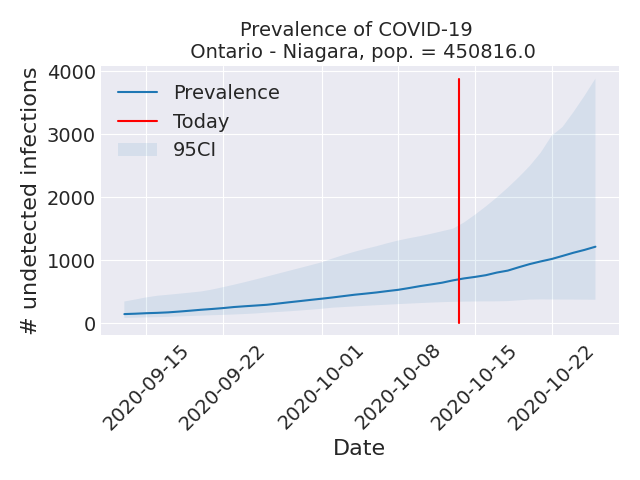 Prevalence of COVID-19
Ontario - Niagara, pop. = 450816.0
# undetected infections
4000
3000
2000
1000
0
Prevalence
Today
95CI
2020-09-15
2020-09-22
2020-10-01
2020-10-08
2020-10-15
2020-10-22
Date